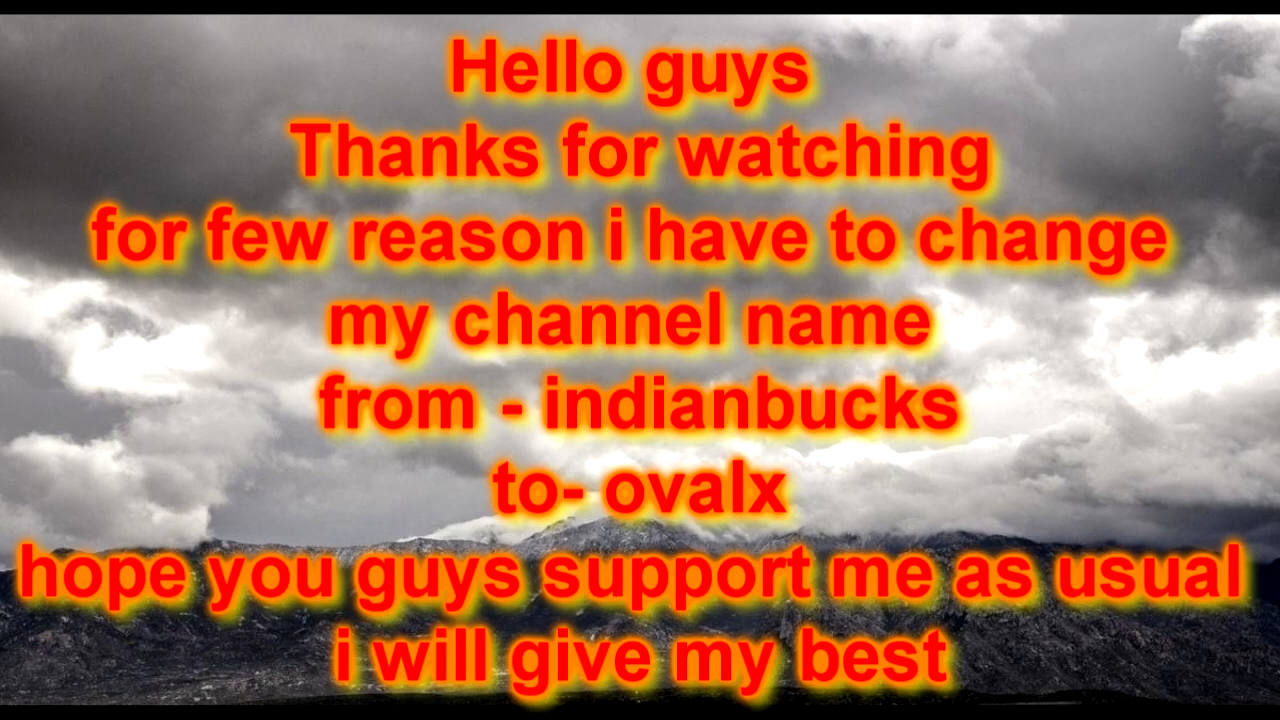 Hello guys
Thanks for watching
for few reason i have to change
my channel name
from - indianbucks
to- ovalx
hope you guys support me as usual
i will give my best